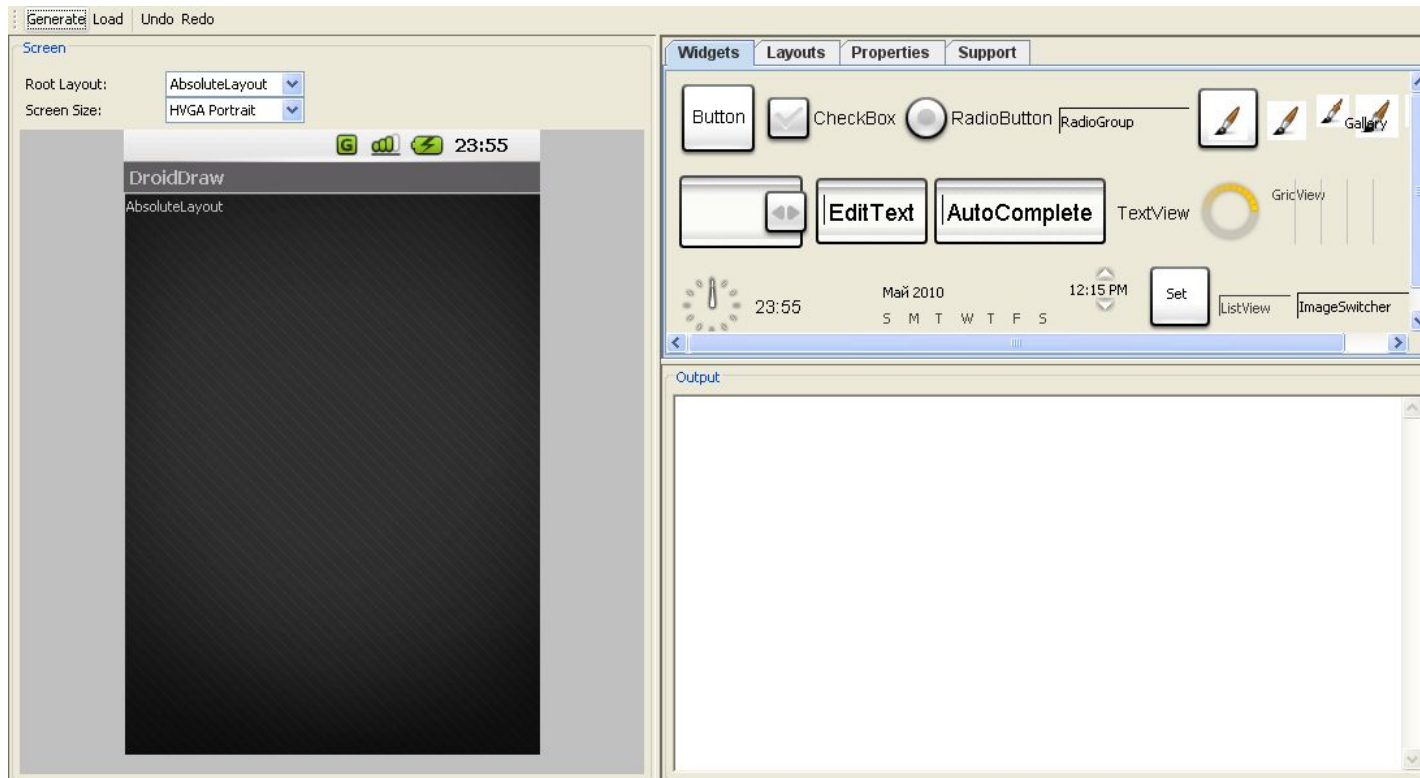 Generate Load Undo Redo
Screen
Root Layout: AbsoluteLayout
Screen Size: HVGA Portrait
G 23:55
DroidDraw
AbsoluteLayout
Widgets Layouts Properties Support
Button CheckBox RadioButton RadioGroup Gallery
EditText AutoComplete TextView GricView
23:55 Май 2010 12:15 PM Set ListView ImageSwitcher
S M T W T F S
Output